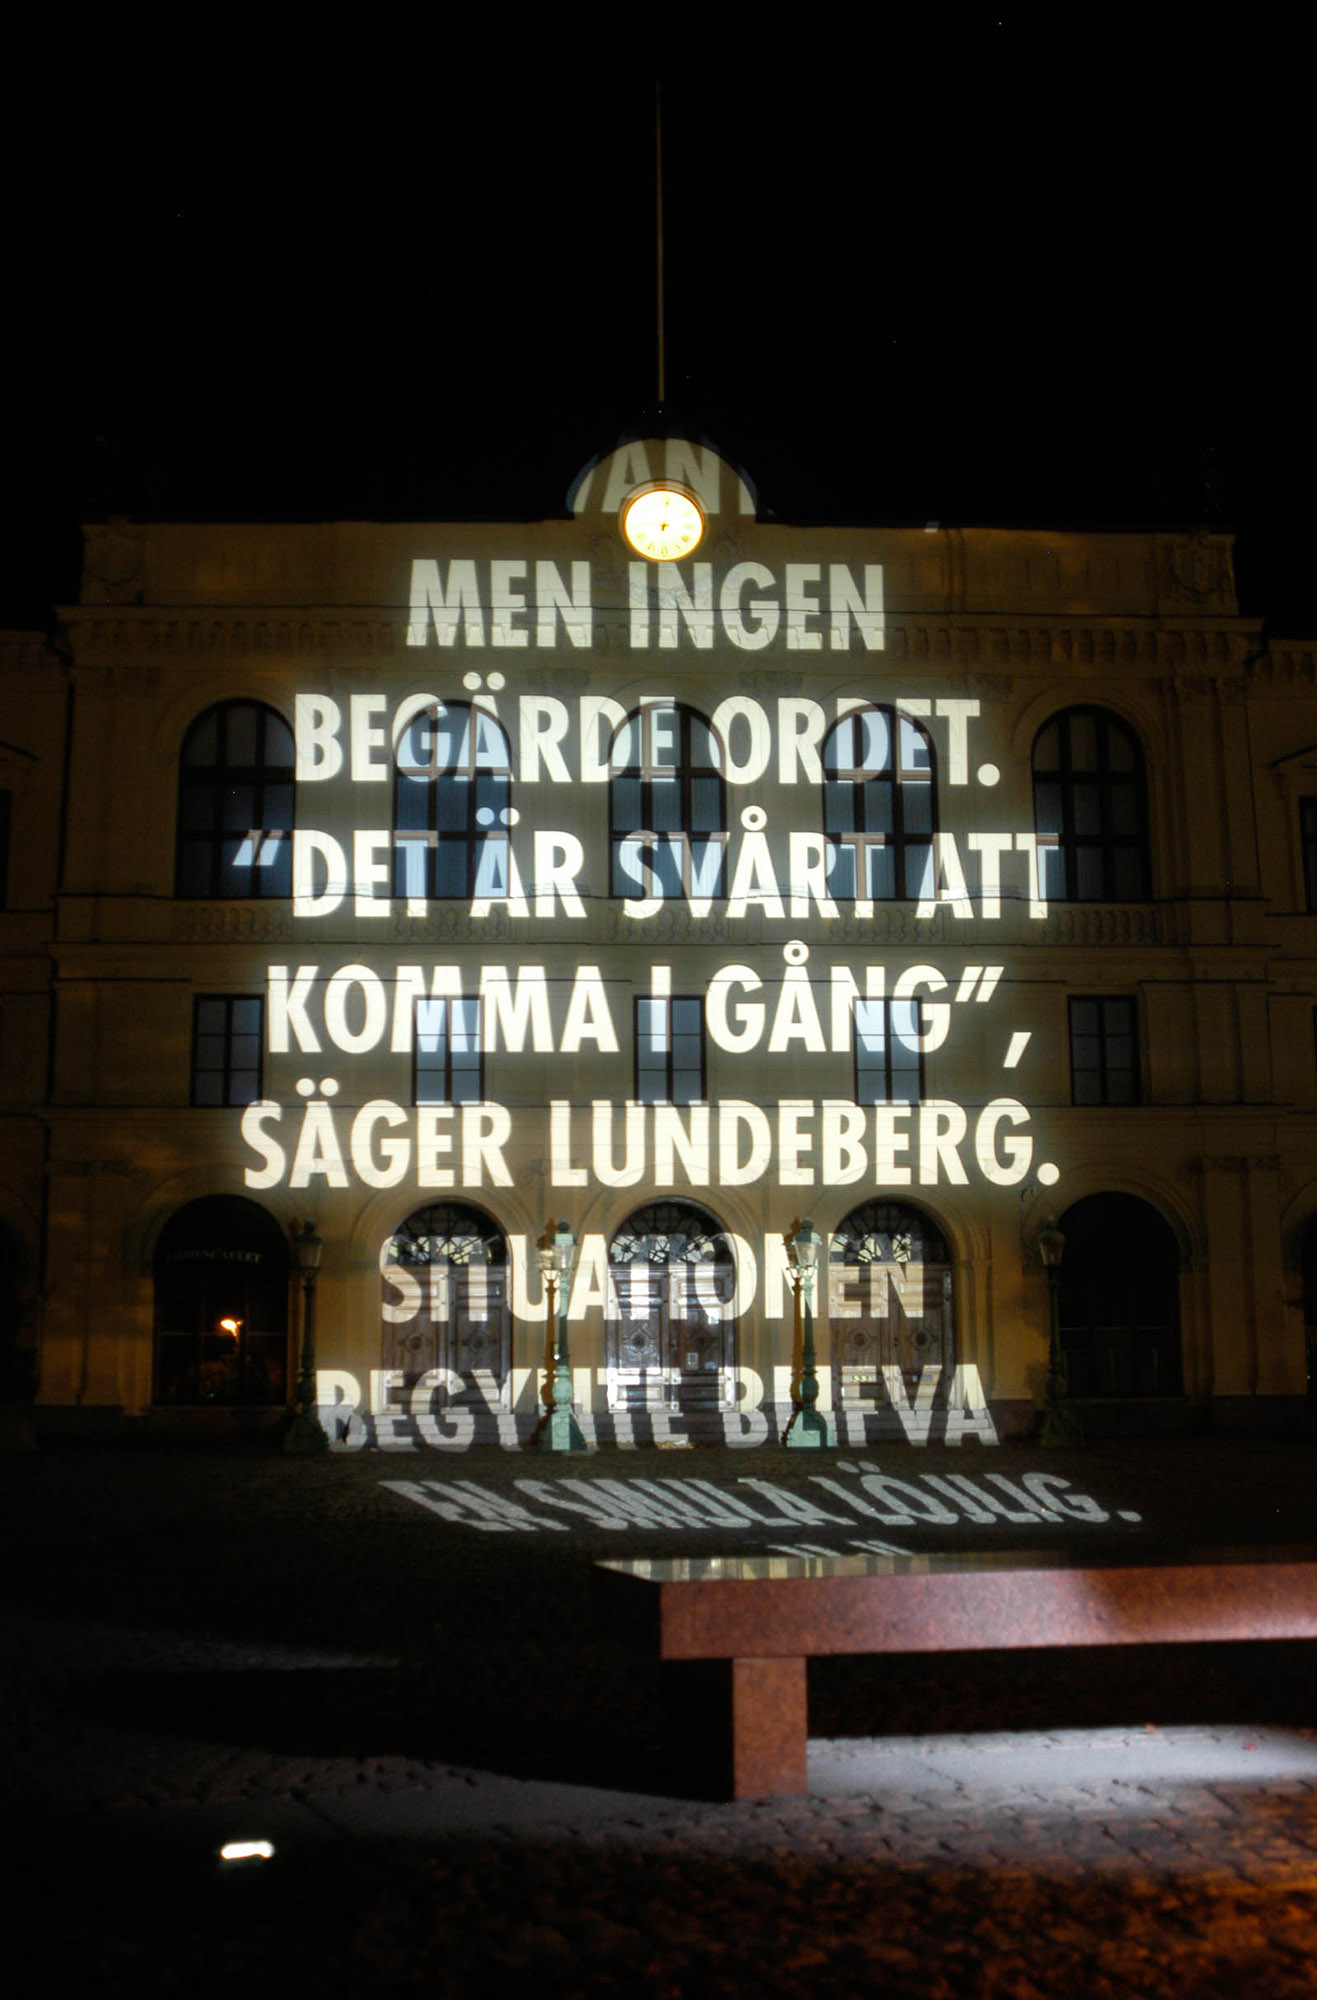 MEN INGEN
BEGÄRDE ORDET.
”DET ÄR SVÅRT ATT
KOMMA I GÅNG”,
SÄGER LUNDEBERG.
SITUATIONEN
BEGYNTE BLIFVA
EN SMULA LÖJLIG.